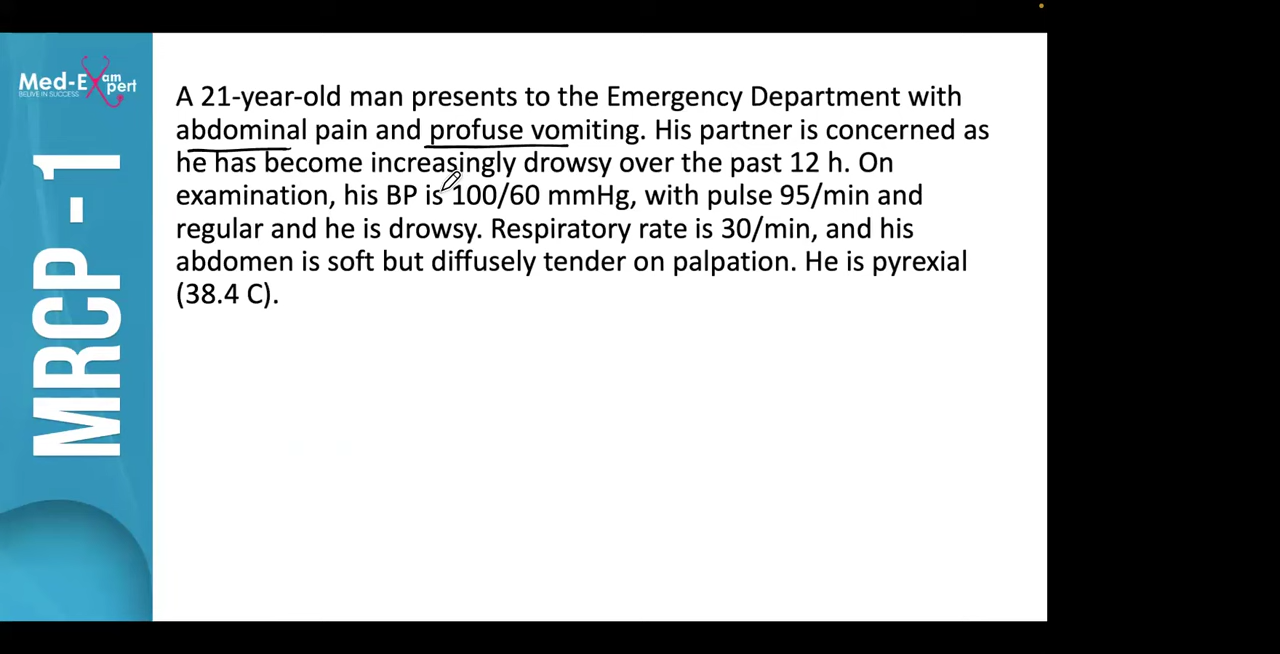 Med-Exam
pert
BELIVE IN SUCCESS
MRCP - 1
A 21-year-old man presents to the Emergency Department with
abdominal pain and profuse vomiting. His partner is concerned as
he has become increasingly drowsy over the past 12 h. On
examination, his BP is 100/60 mmHg, with pulse 95/min and
regular and he is drowsy. Respiratory rate is 30/min, and his
abdomen is soft but diffusely tender on palpation. He is pyrexial
(38.4 C).